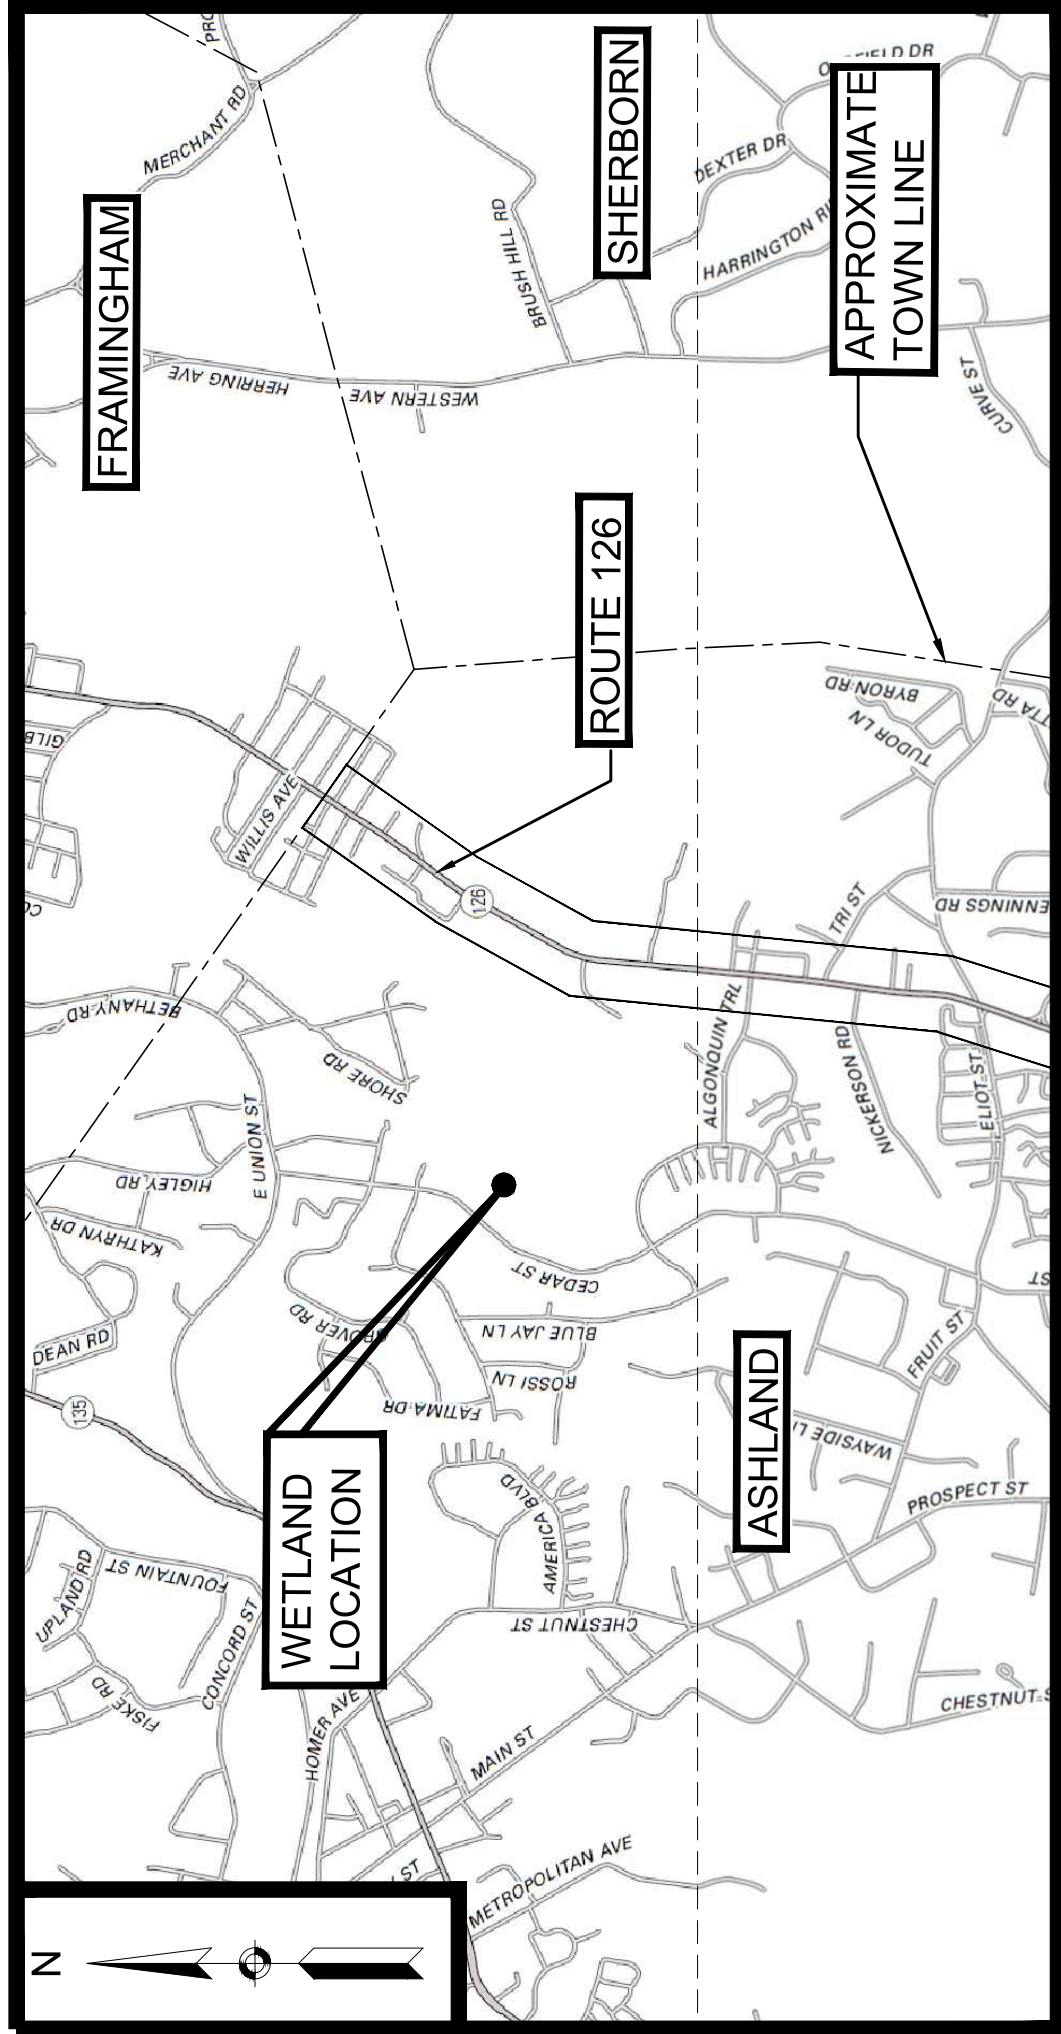 N
FRAMINGHAM
SHERBORN
APPROXIMATE
TOWN LINE
ROUTE 126
WETLAND
LOCATION
ASHLAND
MERCHANT RD
DEXTER DR
HARRINGTON
BRUSH HILL RD
HERRING AVE
WESTERN AVE
CURVE ST
BYRON RD
TUDOR LN
WILLIS AVE
126
TRI ST
BETHANY RD
SHORE RD
ALGONQUIN TRL
NICKERSON RD
ELIOT ST
E UNION ST
HIGLEY RD
KATHRYN DR
DEAN RD
135
CEDAR ST
BLUE JAY LN
ROSSI LN
FATIMA DR
AMERICA BLVD
FRUIT ST
WAYSIDE
PROSPECT ST
UPLAND RD
FOUNTAIN ST
CONCORD ST
FISKE RD
HOMER AVE
CHESTNUT ST
MAIN ST
CHESTNUT
METROPOLITAN AVE
ST
ST